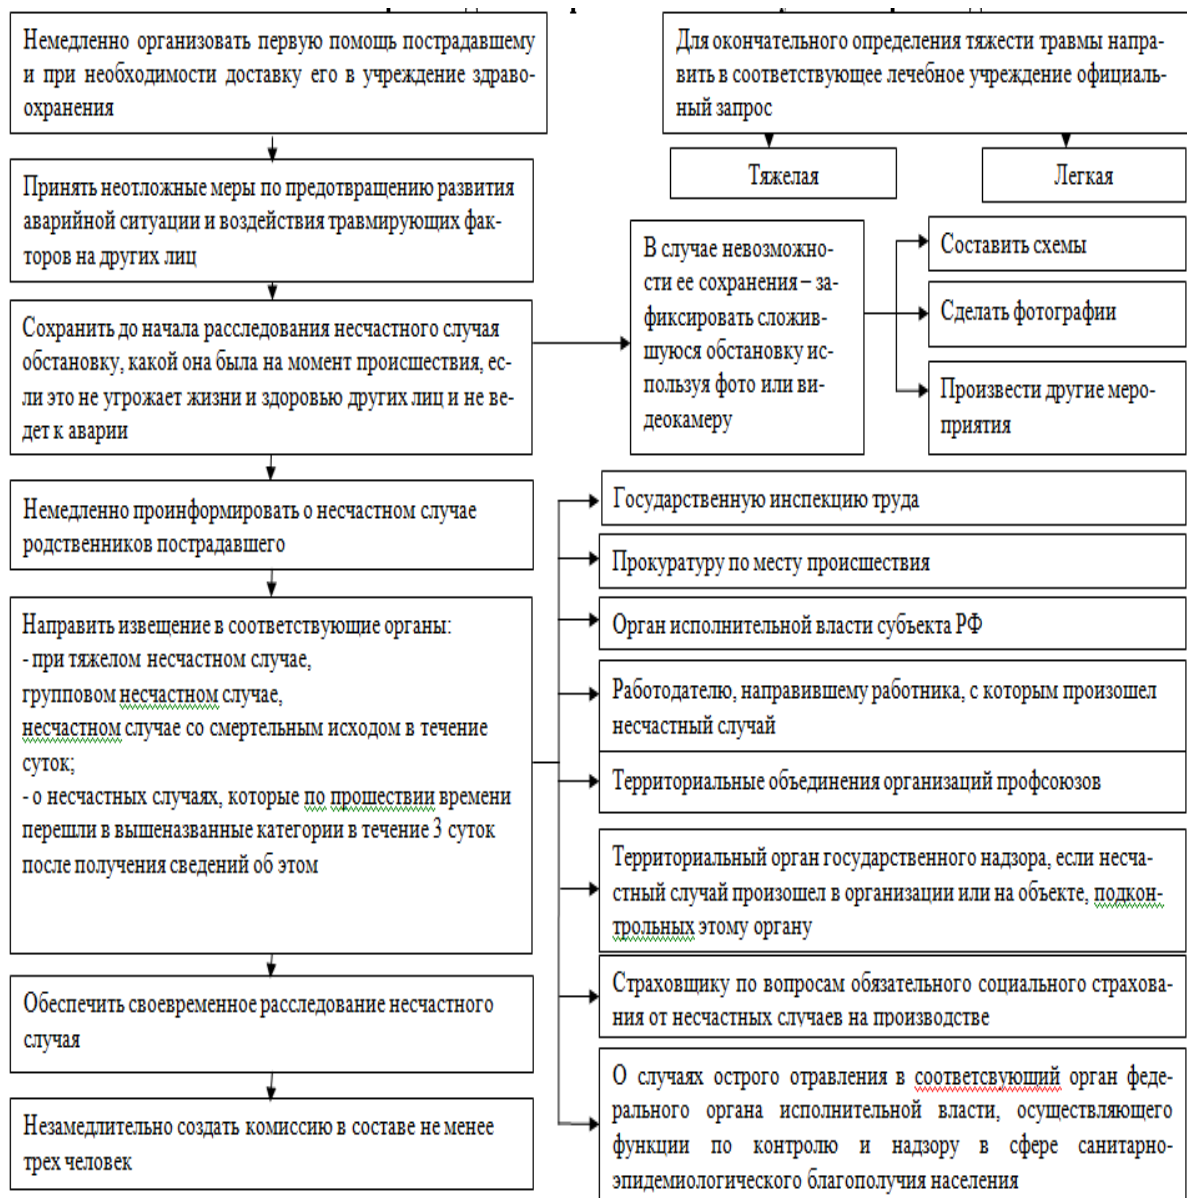 Немедленно организовать первую помощь пострадавшему
и при необходимости доставку его в учреждение здраво-
охранения
Для окончательного определения тяжести травмы напра-
вить в соответствующее лечебное учреждение официаль-
ный запрос
Тяжелая
Легкая
Принять неотложные меры по предотвращению развития
аварийной ситуации и воздействия травмирующих фак-
торов на других лиц
Сохранить до начала расследования несчастного случая
обстановку, какой она была на момент происшествия, ес-
ли это не угрожает жизни и здоровью других лиц и не ве-
дет к аварии
В случае невозможно-
сти ее сохранения – за-
фиксировать сложив-
шуюся обстановку ис-
пользуя фото или ви-
деокамеру
Составить схемы
Сделать фотографии
Произвести другие меро-
приятия
Немедленно проинформировать о несчастном случае
родственников пострадавшего
Направить извещение в соответствующие органы:
- при тяжелом несчастном случае,
групповом несчастном случае,
несчастном случае со смертельным исходом в течение
суток;
- о несчастных случаях, которые по прошествии времени
перешли в вышеназванные категории в течение 3 суток
после получения сведений об этом
Государственную инспекцию труда
Прокуратуру по месту происшествия
Орган исполнительной власти субъекта РФ
Работодателю, направившему работника, с которым произошел
несчастный случай
Территориальные объединения организаций профсоюзов
Территориальный орган государственного надзора, если несча-
стный случай произошел в организации или на объекте, подкон-
трольных этому органу
Страховщику по вопросам обязательного социального страхова-
ния от несчастных случаев на производстве
О случаях острого отравления в соответсвующий орган феде-
рального органа исполнительной власти, осуществляющего
функции по контролю и надзору в сфере санитарно-
эпидемиологического благополучия населения
Обеспечить своевременное расследование несчастного
случая
Незамедлительно создать комиссию в составе не менее
трех человек